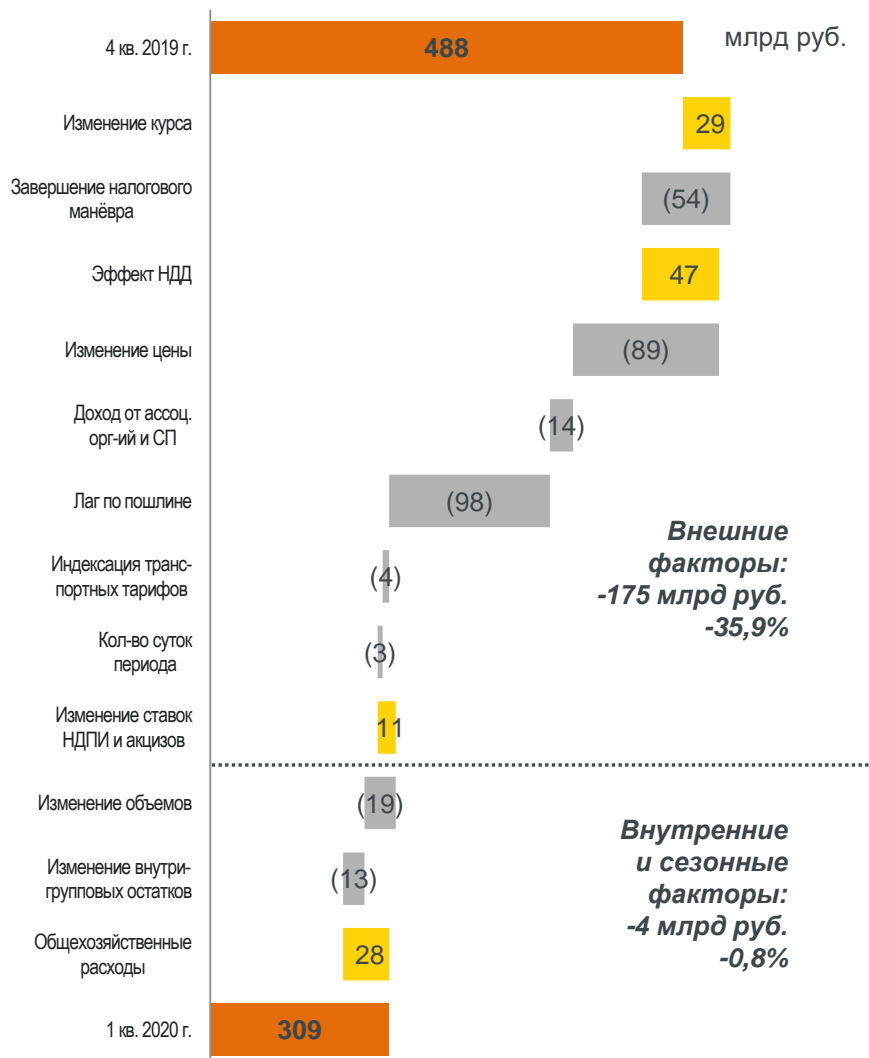 млрд руб.
4 кв. 2019 г.
488
Изменение курса
29
Завершение налогового
манёвра
(54)
Эффект НДД
47
Изменение цены
(89)
Доход от ассоц.
орг-ий и СП
(14)
Лаг по пошлине
(98)
Индексация транс-
портных тарифов
(4)
Кол-во суток
периода
(3)
Изменение ставок
НДПИ и акцизов
11
Внешние
факторы:
-175 млрд руб.
-35,9%
Изменение объемов
(19)
Изменение внутри-
групповых остатков
(13)
Общехозяйственные
расходы
28
Внутренние
и сезонные
факторы:
-4 млрд руб.
-0,8%
1 кв. 2020 г.
309